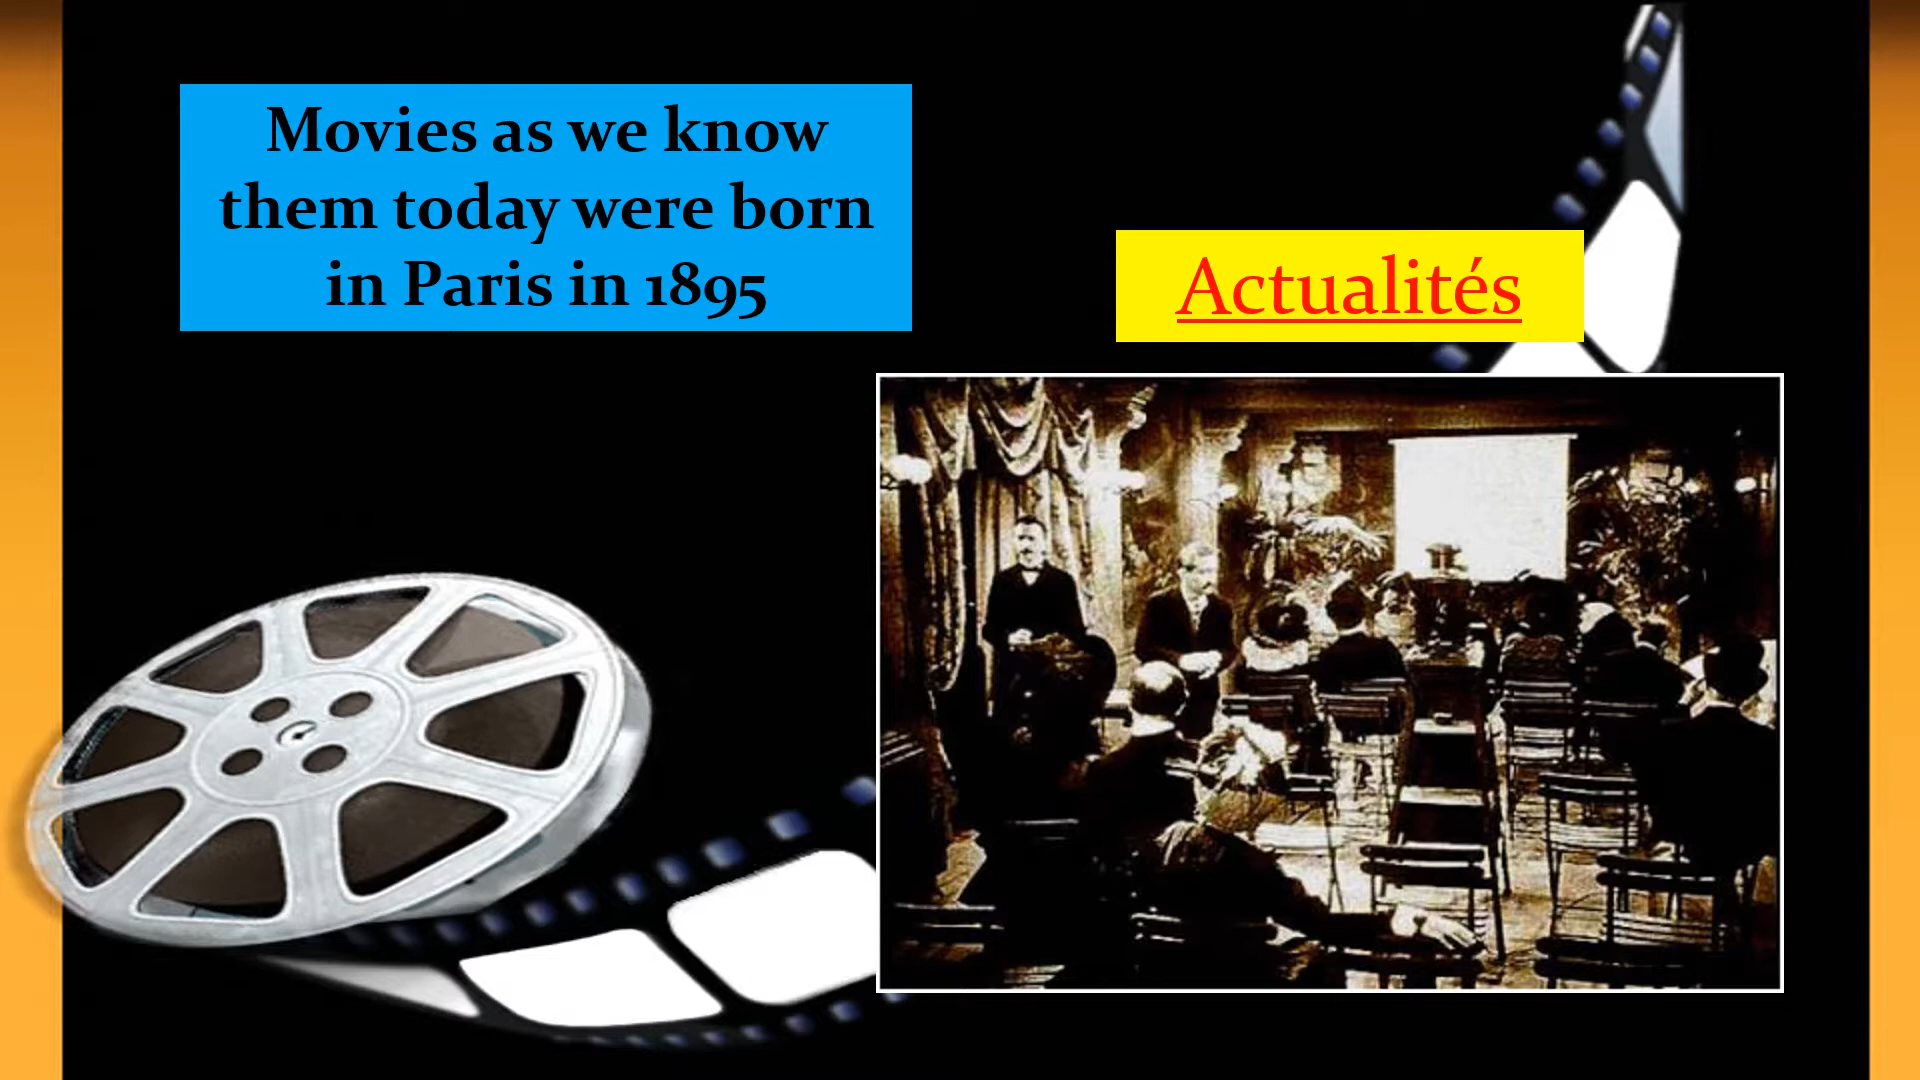 Movies as we know
them today were born
in Paris in 1895
Actualités